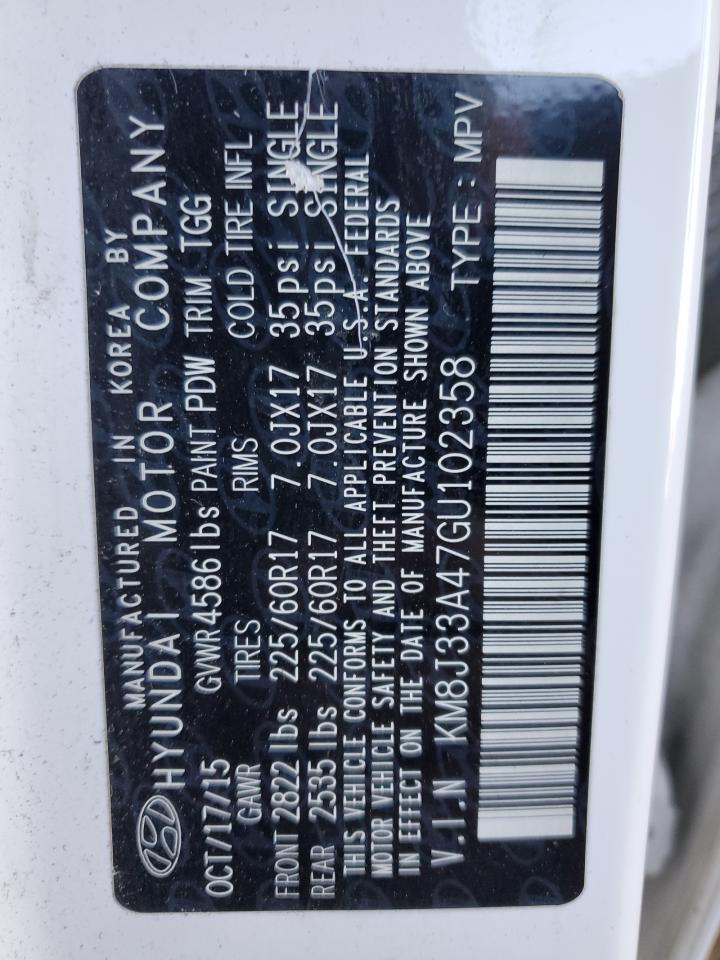 MANUFACTURED IN KOREA BY
HYUNDAI MOTOR COMPANY
OCT/17/15 GVWR 4586lbs PAINT PDW TRIM TGG
GAWR TIRES RIMS COLD TIRE INFL
FRONT 2822 lbs 225/60R17 7.0JX17 35psi SINGLE
REAR 2535 lbs 225/60R17 7.0JX17 35psi SINGLE
THIS VEHICLE CONFORMS TO ALL APPLICABLE U.S.A. FEDERAL
MOTOR VEHICLE SAFETY AND THEFT PREVENTION STANDARDS
IN EFFECT ON THE DATE OF MANUFACTURE SHOWN ABOVE
V.I.N KM8J33A47GU102358 TYPE : MPV